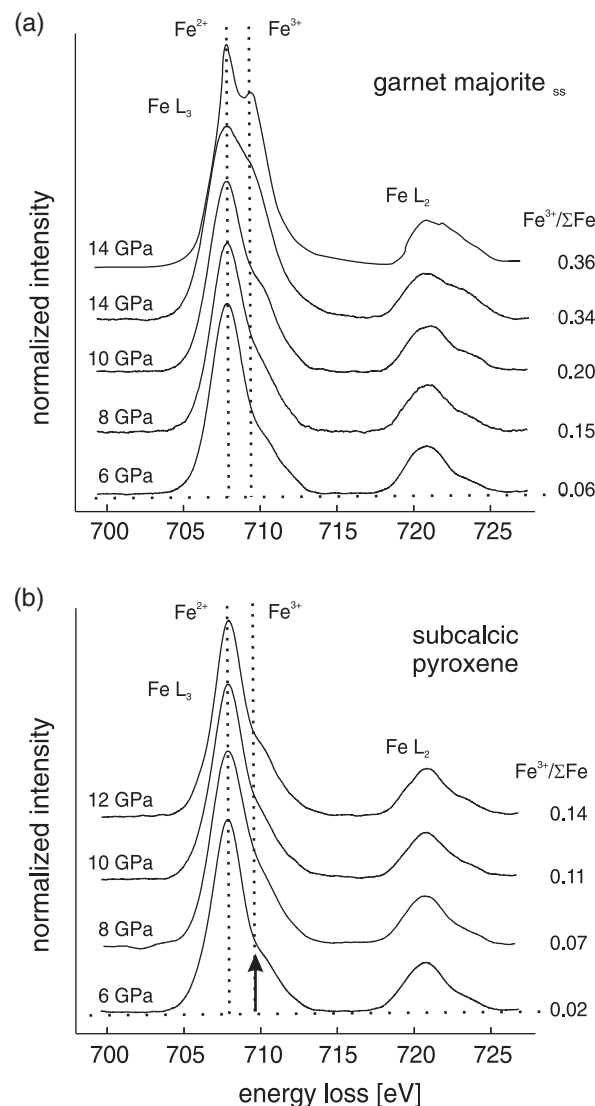 (a)
Fe2+ Fe3+
garnet majorite ss
Fe L3
Fe L2
Fe3+/ΣFe
14 GPa 0.36
14 GPa 0.34
10 GPa 0.20
8 GPa 0.15
6 GPa 0.06
normalized intensity
700 705 710 715 720 725
(b)
Fe2+ Fe3+
subcalcic
pyroxene
Fe L3
Fe L2
Fe3+/ΣFe
12 GPa 0.14
10 GPa 0.11
8 GPa 0.07
6 GPa 0.02
normalized intensity
700 705 710 715 720 725
energy loss [eV]